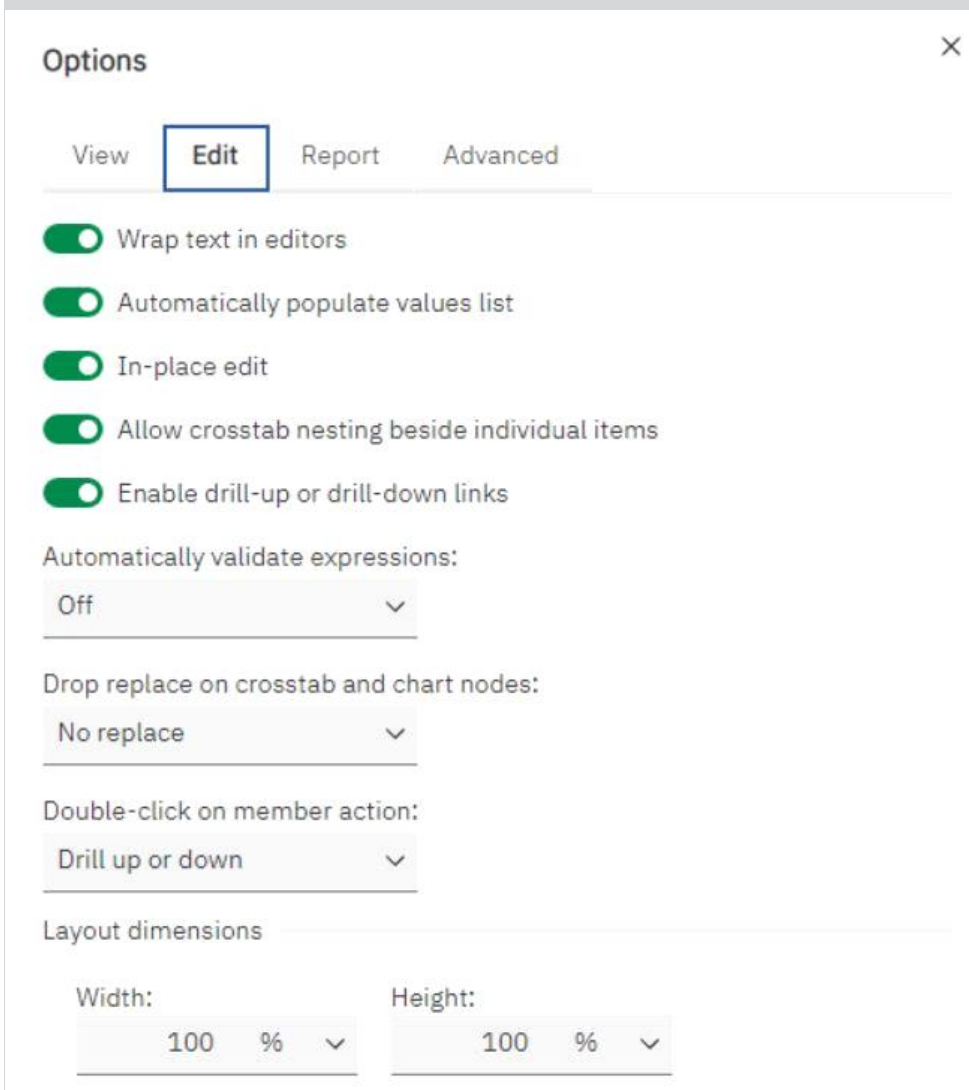 Options
View Edit Report Advanced
Wrap text in editors
Automatically populate values list
In-place edit
Allow crosstab nesting beside individual items
Enable drill-up or drill-down links
Automatically validate expressions:
Off
Drop replace on crosstab and chart nodes:
No replace
Double-click on member action:
Drill up or down
Layout dimensions
Width: Height:
100 % 100 %